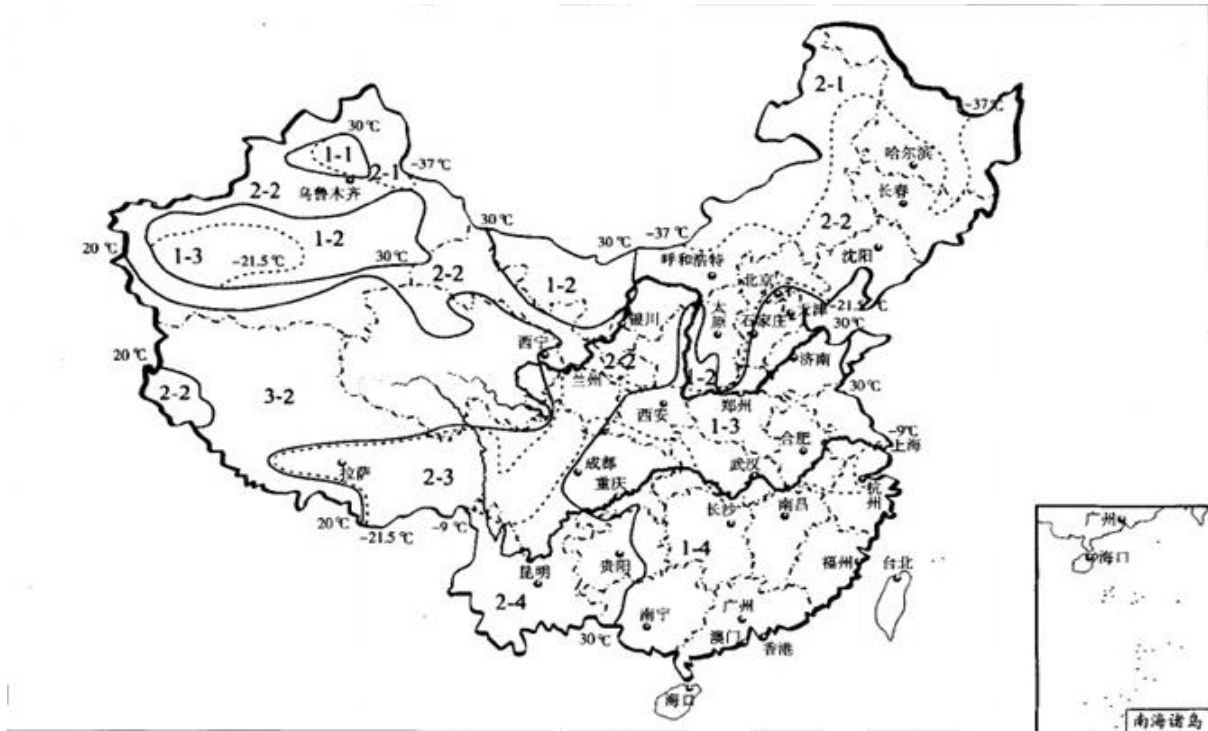 2-1
-37℃
30℃
1-1
2-1
-37℃
哈尔滨
2-2
乌鲁木齐
长春
2-2
30℃
30℃
-37℃
沈阳
20℃
1-3
1-2
-21.5℃
30℃
2-2
呼和浩特
1-2
北京
天津
-21.5℃
太原
石家庄
30℃
银川
西宁
济南
20℃
2-2
兰州
30℃
2-2
3-2
-2
郑州
西安
1-3
-9℃
合肥
上海
拉萨
2-3
成都
武汉
重庆
杭州
长沙
南昌
20℃
-21.5℃
-9℃
1-4
广州
昆明
贵阳
福州
台北
海口
2-4
南宁
广州
30℃
澳门
香港
海口
南海诸岛